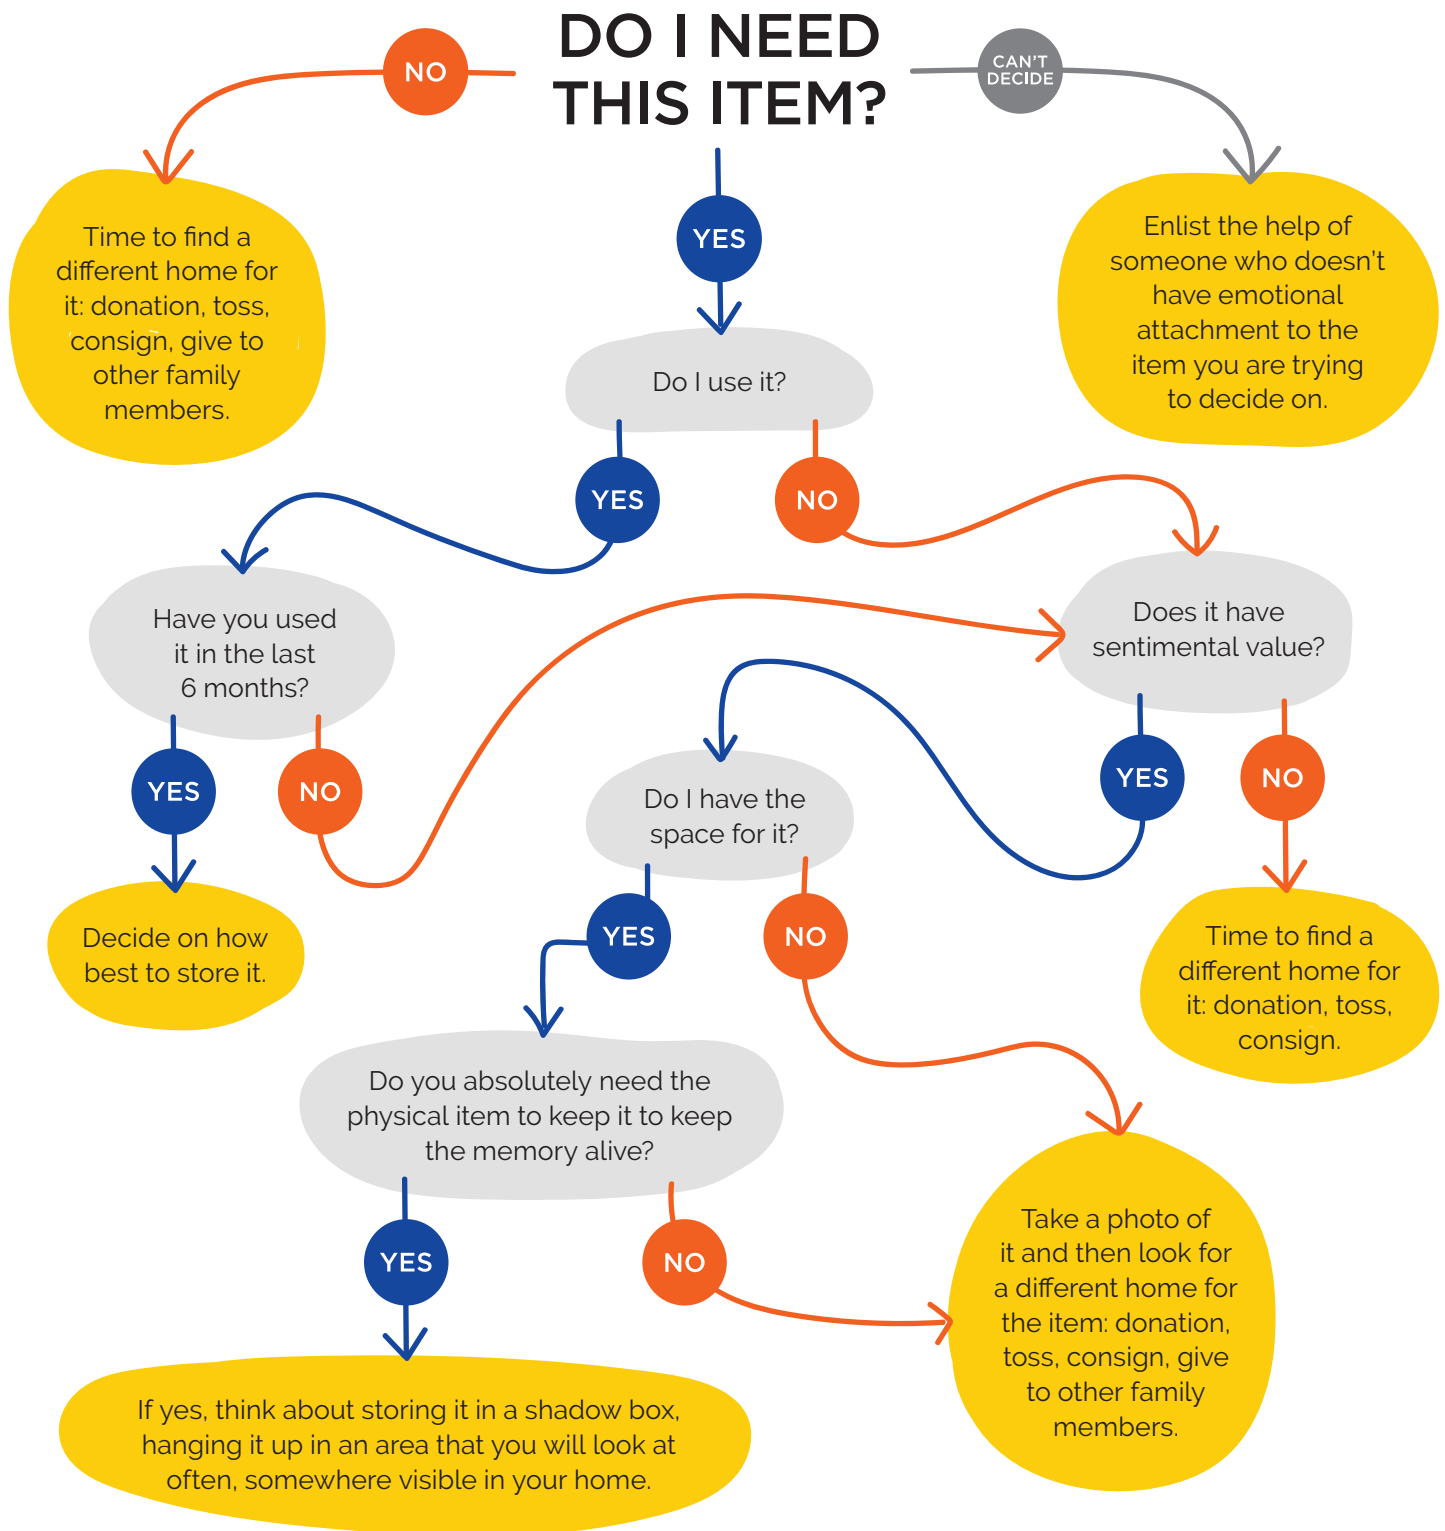 DO I NEED
THIS ITEM?
NO
CAN'T
DECIDE
YES
Time to find a
different home for
it: donation, toss,
consign, give to
other family
members.
Enlist the help of
someone who doesn't
have emotional
attachment to the
item you are trying
to decide on.
Do I use it?
YES
NO
Have you used
it in the last
6 months?
Does it have
sentimental value?
YES
NO
Do I have the
space for it?
YES
NO
Decide on how
best to store it.
YES
NO
Time to find a
different home for
it: donation, toss,
consign.
Do you absolutely need the
physical item to keep it to keep
the memory alive?
YES
NO
Take a photo of
it and then look for
a different home for
the item: donation,
toss, consign, give
to other family
members.
If yes, think about storing it in a shadow box,
hanging it up in an area that you will look at
often, somewhere visible in your home.